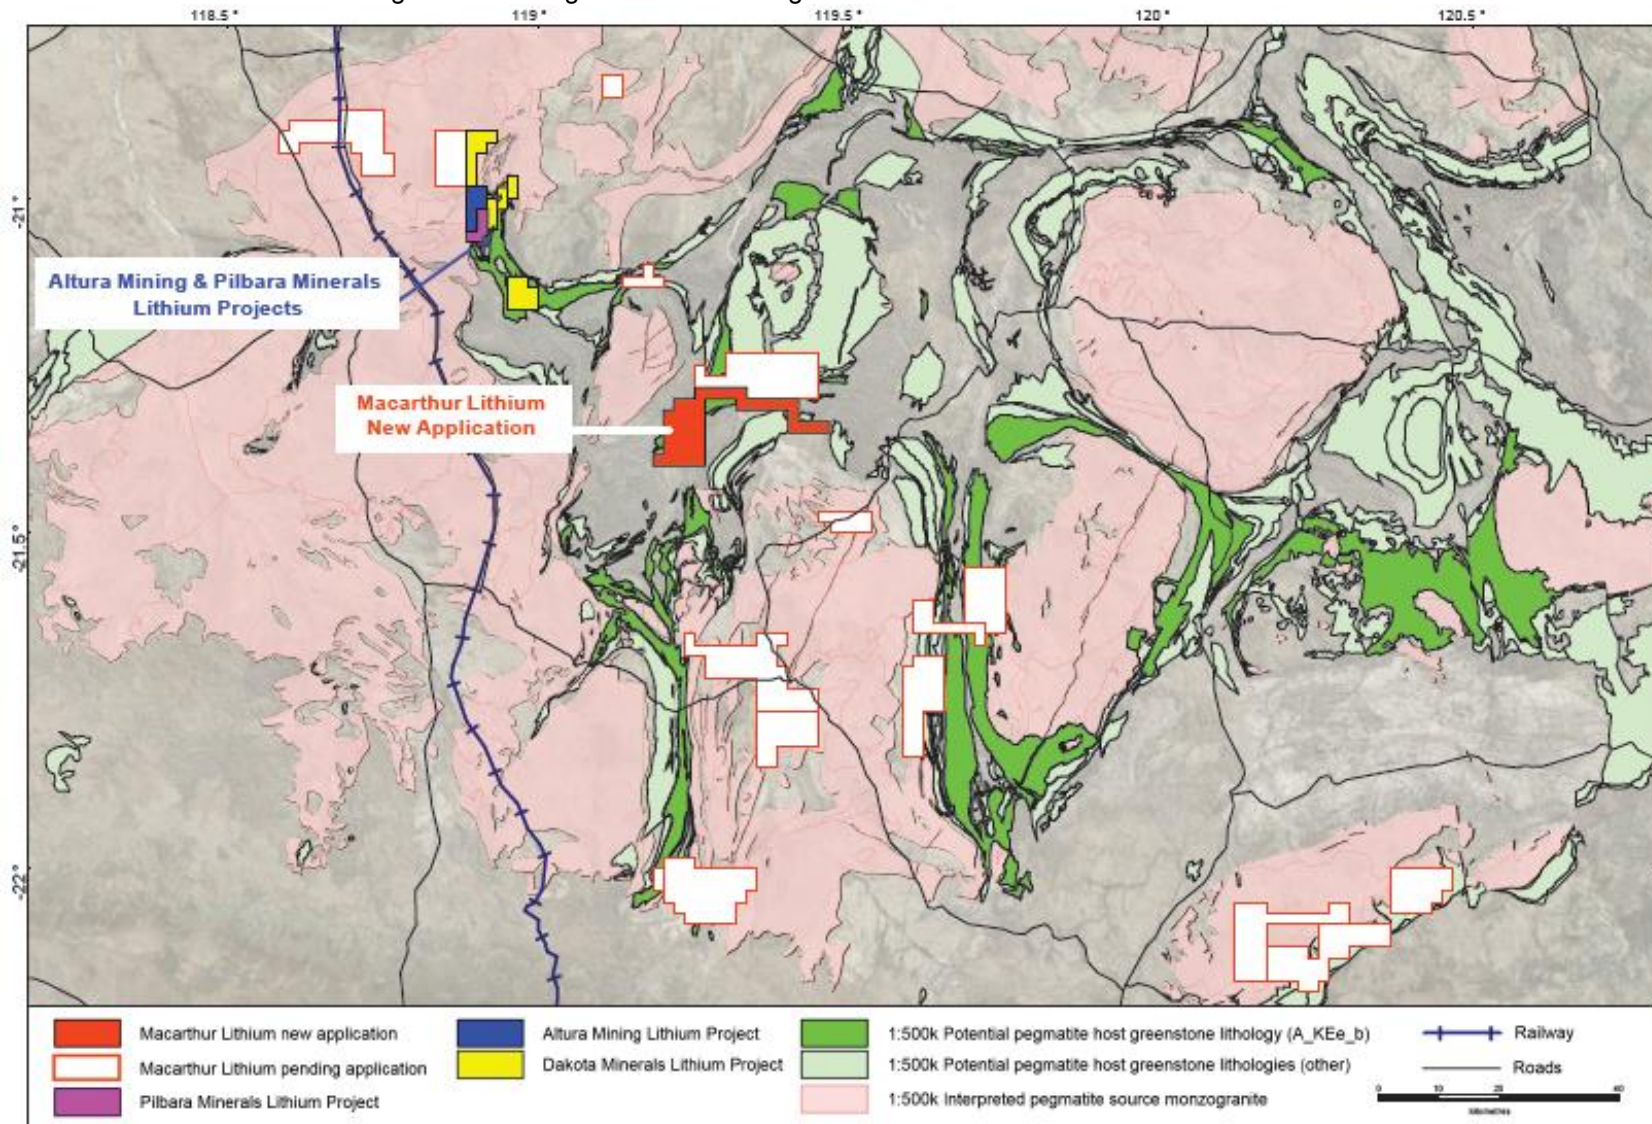 118.5°
119°
119.5°
120°
120.5°
-21°
Altura Mining & Pilbara Minerals
Lithium Projects
Macarthur Lithium
New Application
-21.5°
-22°
Macarthur Lithium new application
Macarthur Lithium pending application
Pilbara Minerals Lithium Project
Altura Mining Lithium Project
Dakota Minerals Lithium Project
1:500k Potential pegmatite host greenstone lithology (A_KEe_b)
1:500k Potential pegmatite host greenstone lithologies (other)
1:500k Interpreted pegmatite source monzogranite
Railway
Roads
0 10 20 40
kilometres